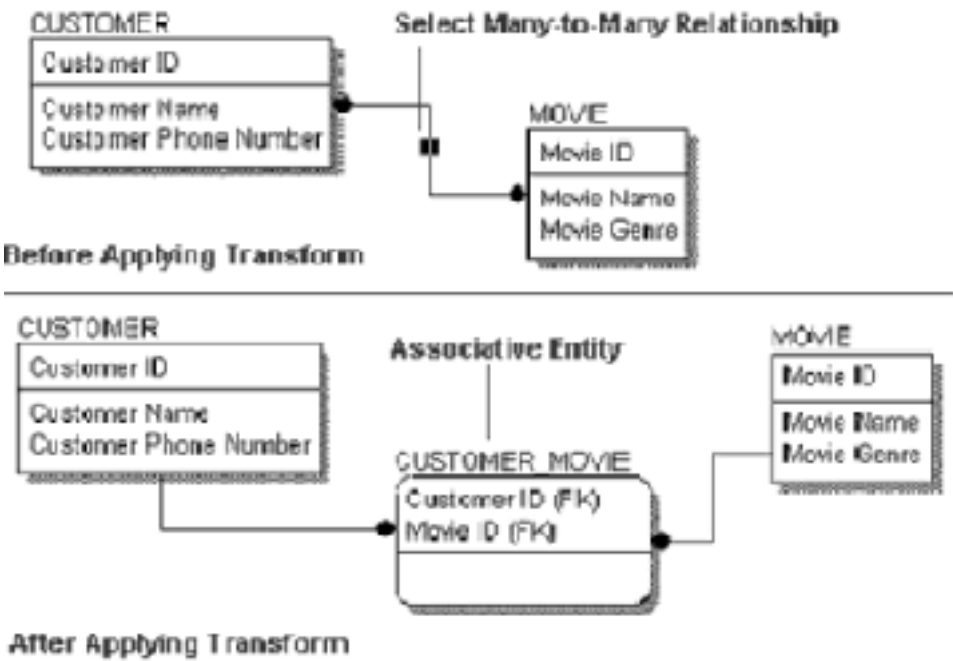 CUSTOMER
Select Many-to-Many Relationship
Customer ID
Customer Name
Customer Phone Number
MOVIE
Movie ID
Movie Name
Movie Genre
Before Applying Transform
CUSTOMER
Customer ID
Customer Name
Customer Phone Number
Associative Entity
MOVIE
Movie ID
Movie Name
Movie Genre
CUSTOMER_MOVIE
Customer ID (FK)
Movie ID (FK)
After Applying Transform